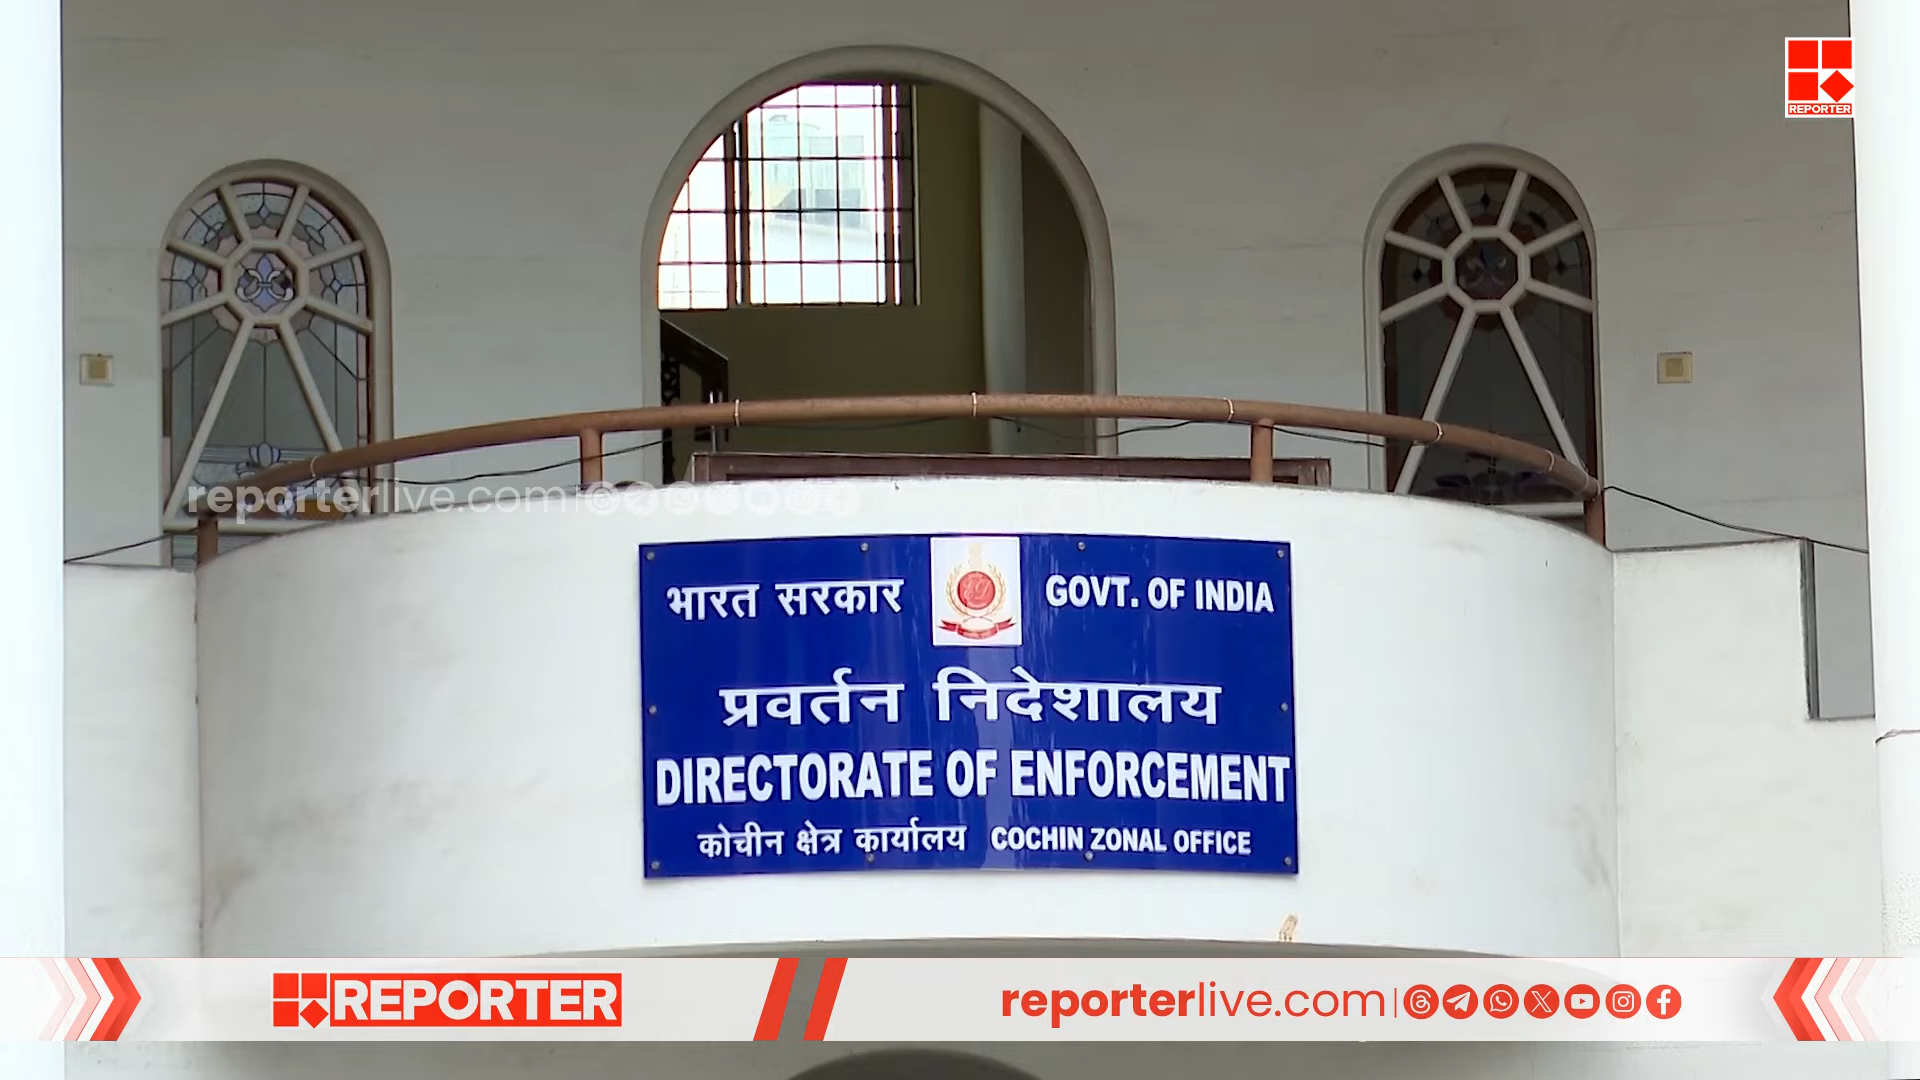 REPORTER
reporterlive.com
भारत सरकार
GOVT. OF INDIA
प्रवर्तन निदेशालय
DIRECTORATE OF ENFORCEMENT
कोचीन क्षेत्र कार्यालय COCHIN ZONAL OFFICE
REPORTER
reporterlive.com